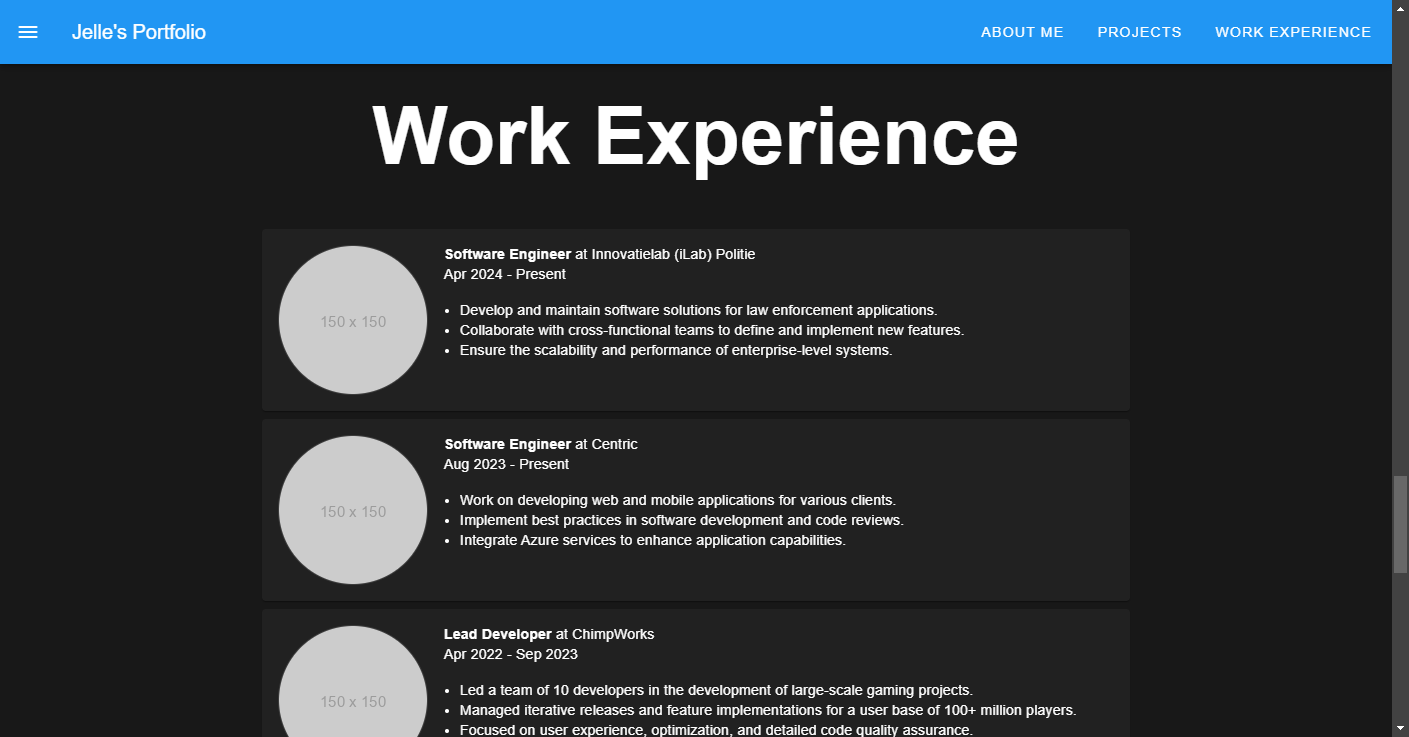 Jelle's Portfolio ABOUT ME PROJECTS WORK EXPERIENCE
Work Experience
150 x 150
Software Engineer at Innovatielab (iLab) Politie
Apr 2024 - Present
• Develop and maintain software solutions for law enforcement applications.
• Collaborate with cross-functional teams to define and implement new features.
• Ensure the scalability and performance of enterprise-level systems.
150 x 150
Software Engineer at Centric
Aug 2023 - Present
• Work on developing web and mobile applications for various clients.
• Implement best practices in software development and code reviews.
• Integrate Azure services to enhance application capabilities.
150 x 150
Lead Developer at ChimpWorks
Apr 2022 - Sep 2023
• Led a team of 10 developers in the development of large-scale gaming projects.
• Managed iterative releases and feature implementations for a user base of 100+ million players.
• Focused on user experience, optimization, and detailed code quality assurance.